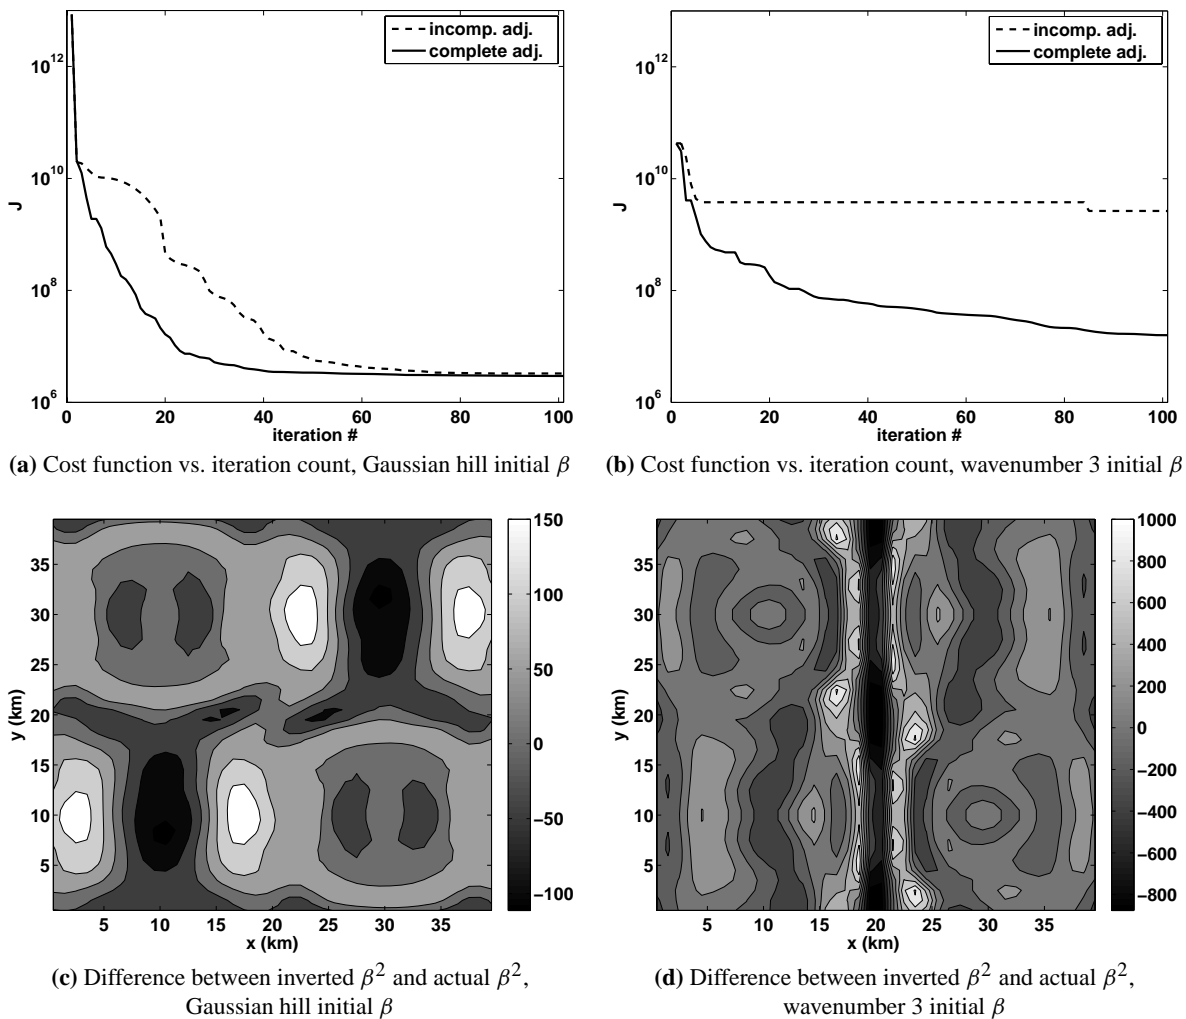 incomp. adj.
complete adj.
10^12
10^10
10^8
10^6
J
0 20 40 60 80 100
iteration #
(a) Cost function vs. iteration count, Gaussian hill initial β
incomp. adj.
complete adj.
10^12
10^10
10^8
10^6
J
0 20 40 60 80 100
iteration #
(b) Cost function vs. iteration count, wavenumber 3 initial β
35
30
25
20
15
10
5
y (km)
5 10 15 20 25 30 35
x (km)
150
100
50
0
−50
−100
(c) Difference between inverted β² and actual β²,
Gaussian hill initial β
35
30
25
20
15
10
5
y (km)
5 10 15 20 25 30 35
x (km)
1000
800
600
400
200
0
−200
−400
−600
−800
(d) Difference between inverted β² and actual β²,
wavenumber 3 initial β